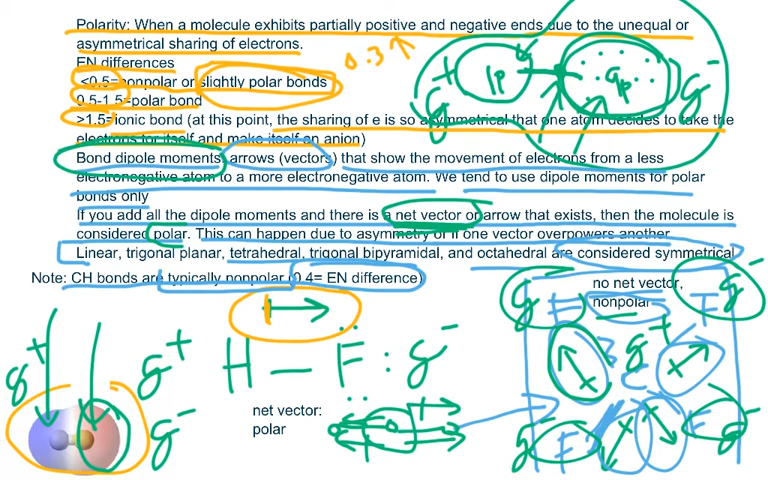 Polarity: When a molecule exhibits partially positive and negative ends due to the unequal or
asymmetrical sharing of electrons.
0.3
EN differences
<0.5=nonpolar or slightly polar bonds
+ 1p 9p -
0.5-1.5=polar bond
>1.5=ionic bond (at this point, the sharing of e is so asymmetrical that one atom decides to take the
electrons for itself and make itself an anion)
Bond dipole moments: arrows (vectors) that show the movement of electrons from a less
electronegative atom to a more electronegative atom. We tend to use dipole moments for polar
bonds only
If you add all the dipole moments and there is a net vector or arrow that exists, then the molecule is
considered polar. This can happen due to asymmetry or if one vector overpowers another
Linear, trigonal planar, tetrahedral, trigonal bipyramidal, and octahedral are considered symmetrical
Note: CH bonds are typically nonpolar (0.4= EN difference)
no net vector,
nonpolar
H — F :
net vector:
polar
F F
C
F F